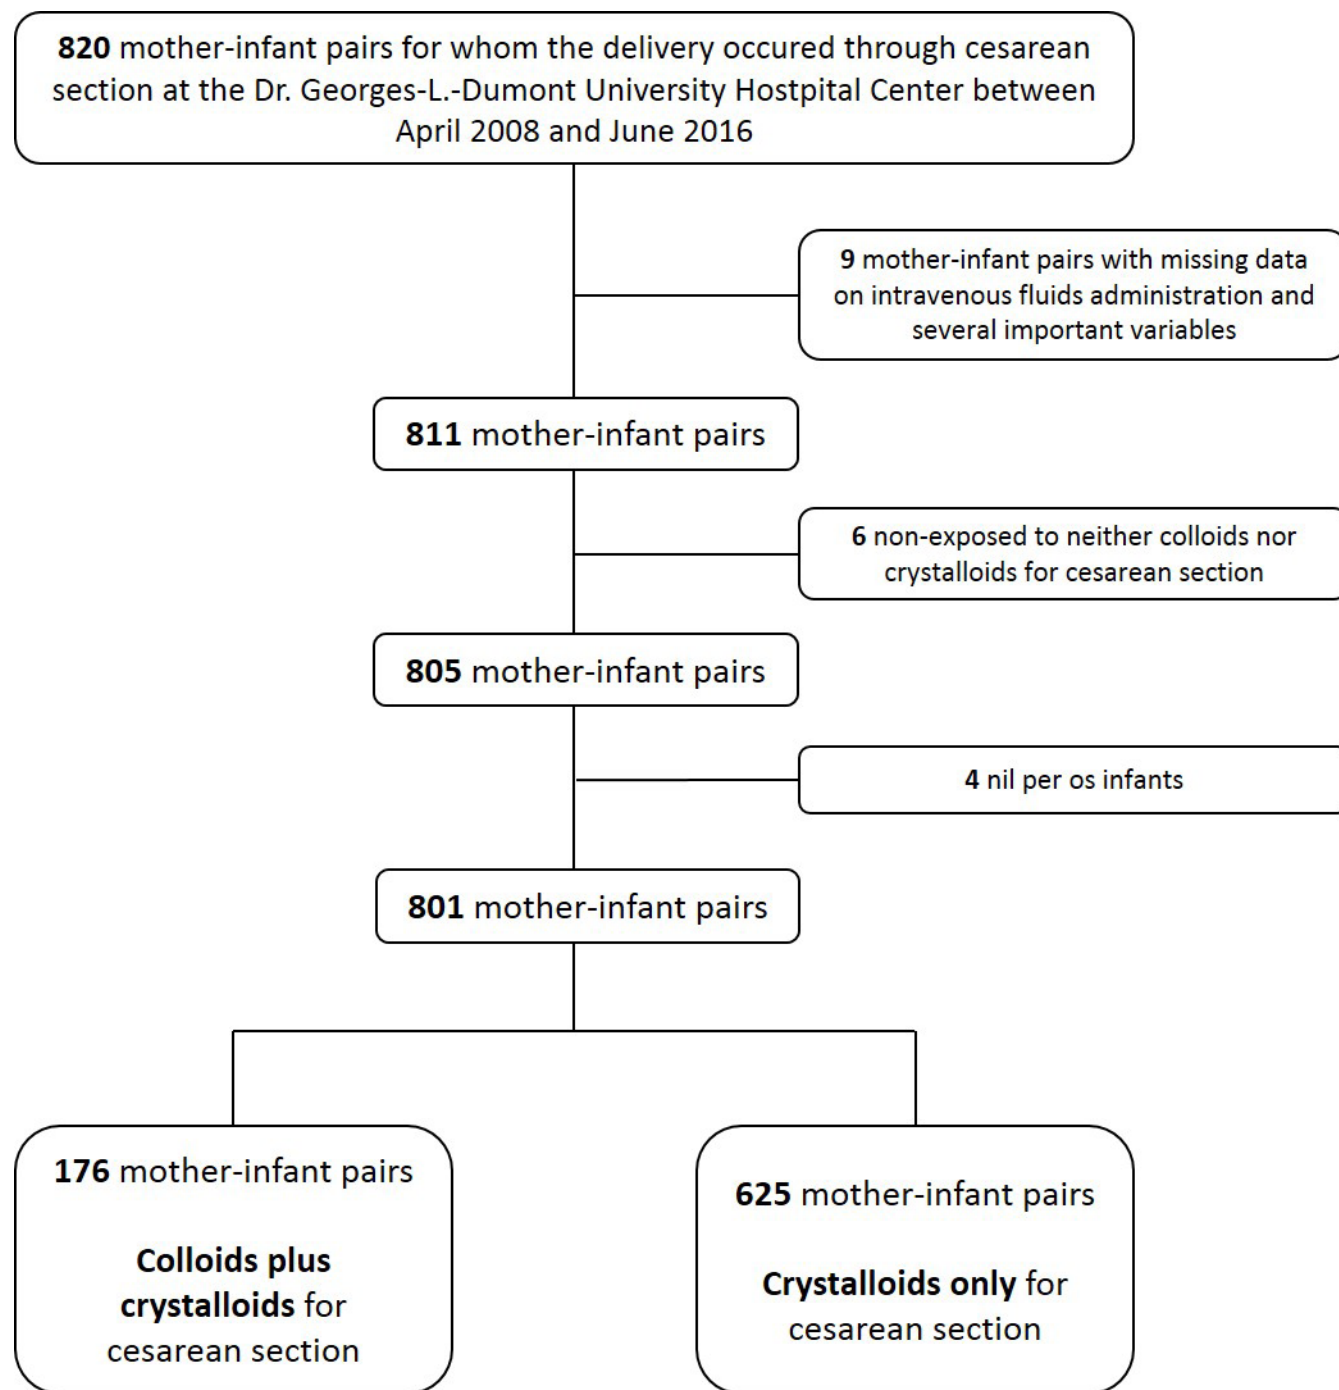 820 mother-infant pairs for whom the delivery occured through cesarean
section at the Dr. Georges-L.-Dumont University Hostpital Center between
April 2008 and June 2016
9 mother-infant pairs with missing data
on intravenous fluids administration and
several important variables
811 mother-infant pairs
6 non-exposed to neither colloids nor
crystalloids for cesarean section
805 mother-infant pairs
4 nil per os infants
801 mother-infant pairs
176 mother-infant pairs
Colloids plus
crystalloids for
cesarean section
625 mother-infant pairs
Crystalloids only for
cesarean section